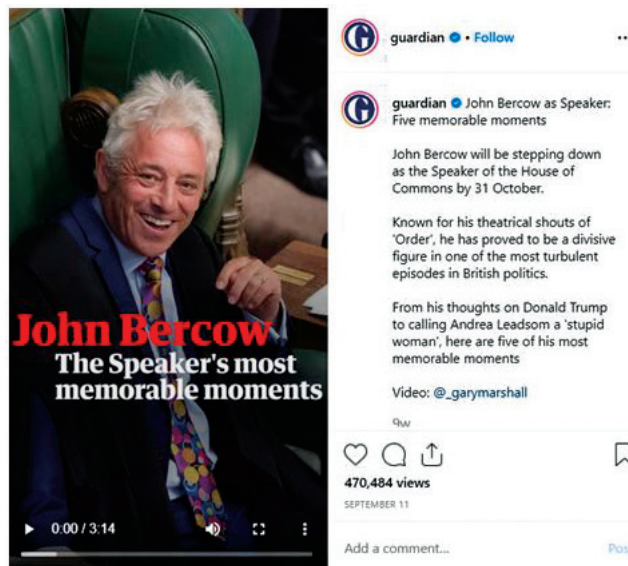 John Bercow
The Speaker's most
memorable moments
0:00 / 3:14
guardian • Follow
guardian John Bercow as Speaker:
Five memorable moments
John Bercow will be stepping down
as the Speaker of the House of
Commons by 31 October.
Known for his theatrical shouts of
'Order', he has proved to be a divisive
figure in one of the most turbulent
episodes in British politics.
From his thoughts on Donald Trump
to calling Andrea Leadsom a 'stupid
woman', here are five of his most
memorable moments
Video: @_garymarshall
9w
470,484 views
SEPTEMBER 11
Add a comment...